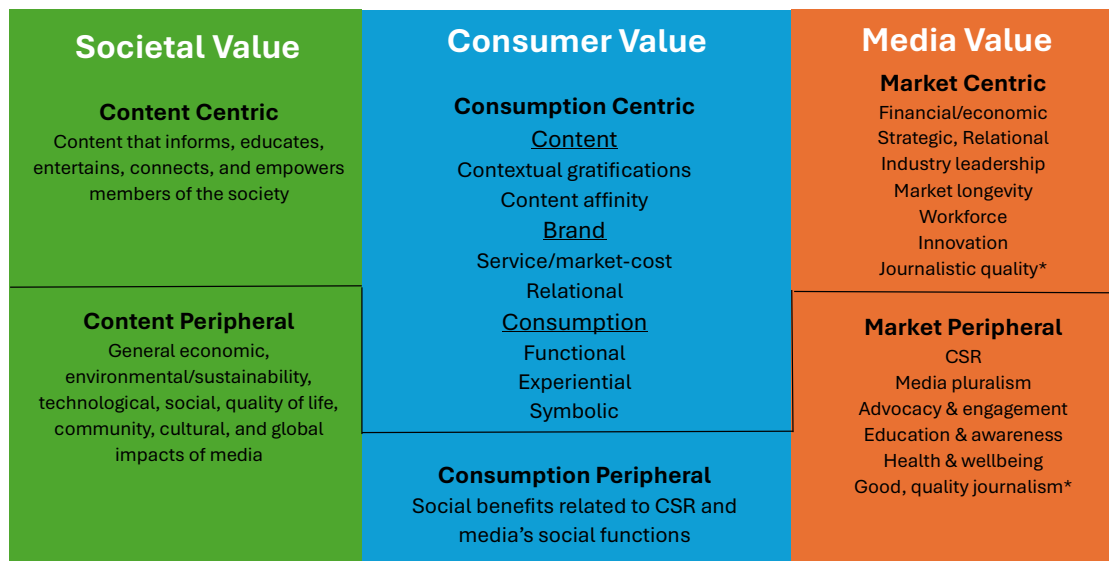 Societal Value
Content Centric
Content that informs, educates,
entertains, connects, and empowers
members of the society
Content Peripheral
General economic,
environmental/sustainability,
technological, social, quality of life,
community, cultural, and global
impacts of media
Consumer Value
Consumption Centric
Content
Contextual gratifications
Content affinity
Brand
Service/market-cost
Relational
Consumption
Functional
Experiential
Symbolic
Consumption Peripheral
Social benefits related to CSR and
media's social functions
Media Value
Market Centric
Financial/economic
Strategic, Relational
Industry leadership
Market longevity
Workforce
Innovation
Journalistic quality*
Market Peripheral
CSR
Media pluralism
Advocacy & engagement
Education & awareness
Health & wellbeing
Good, quality journalism*